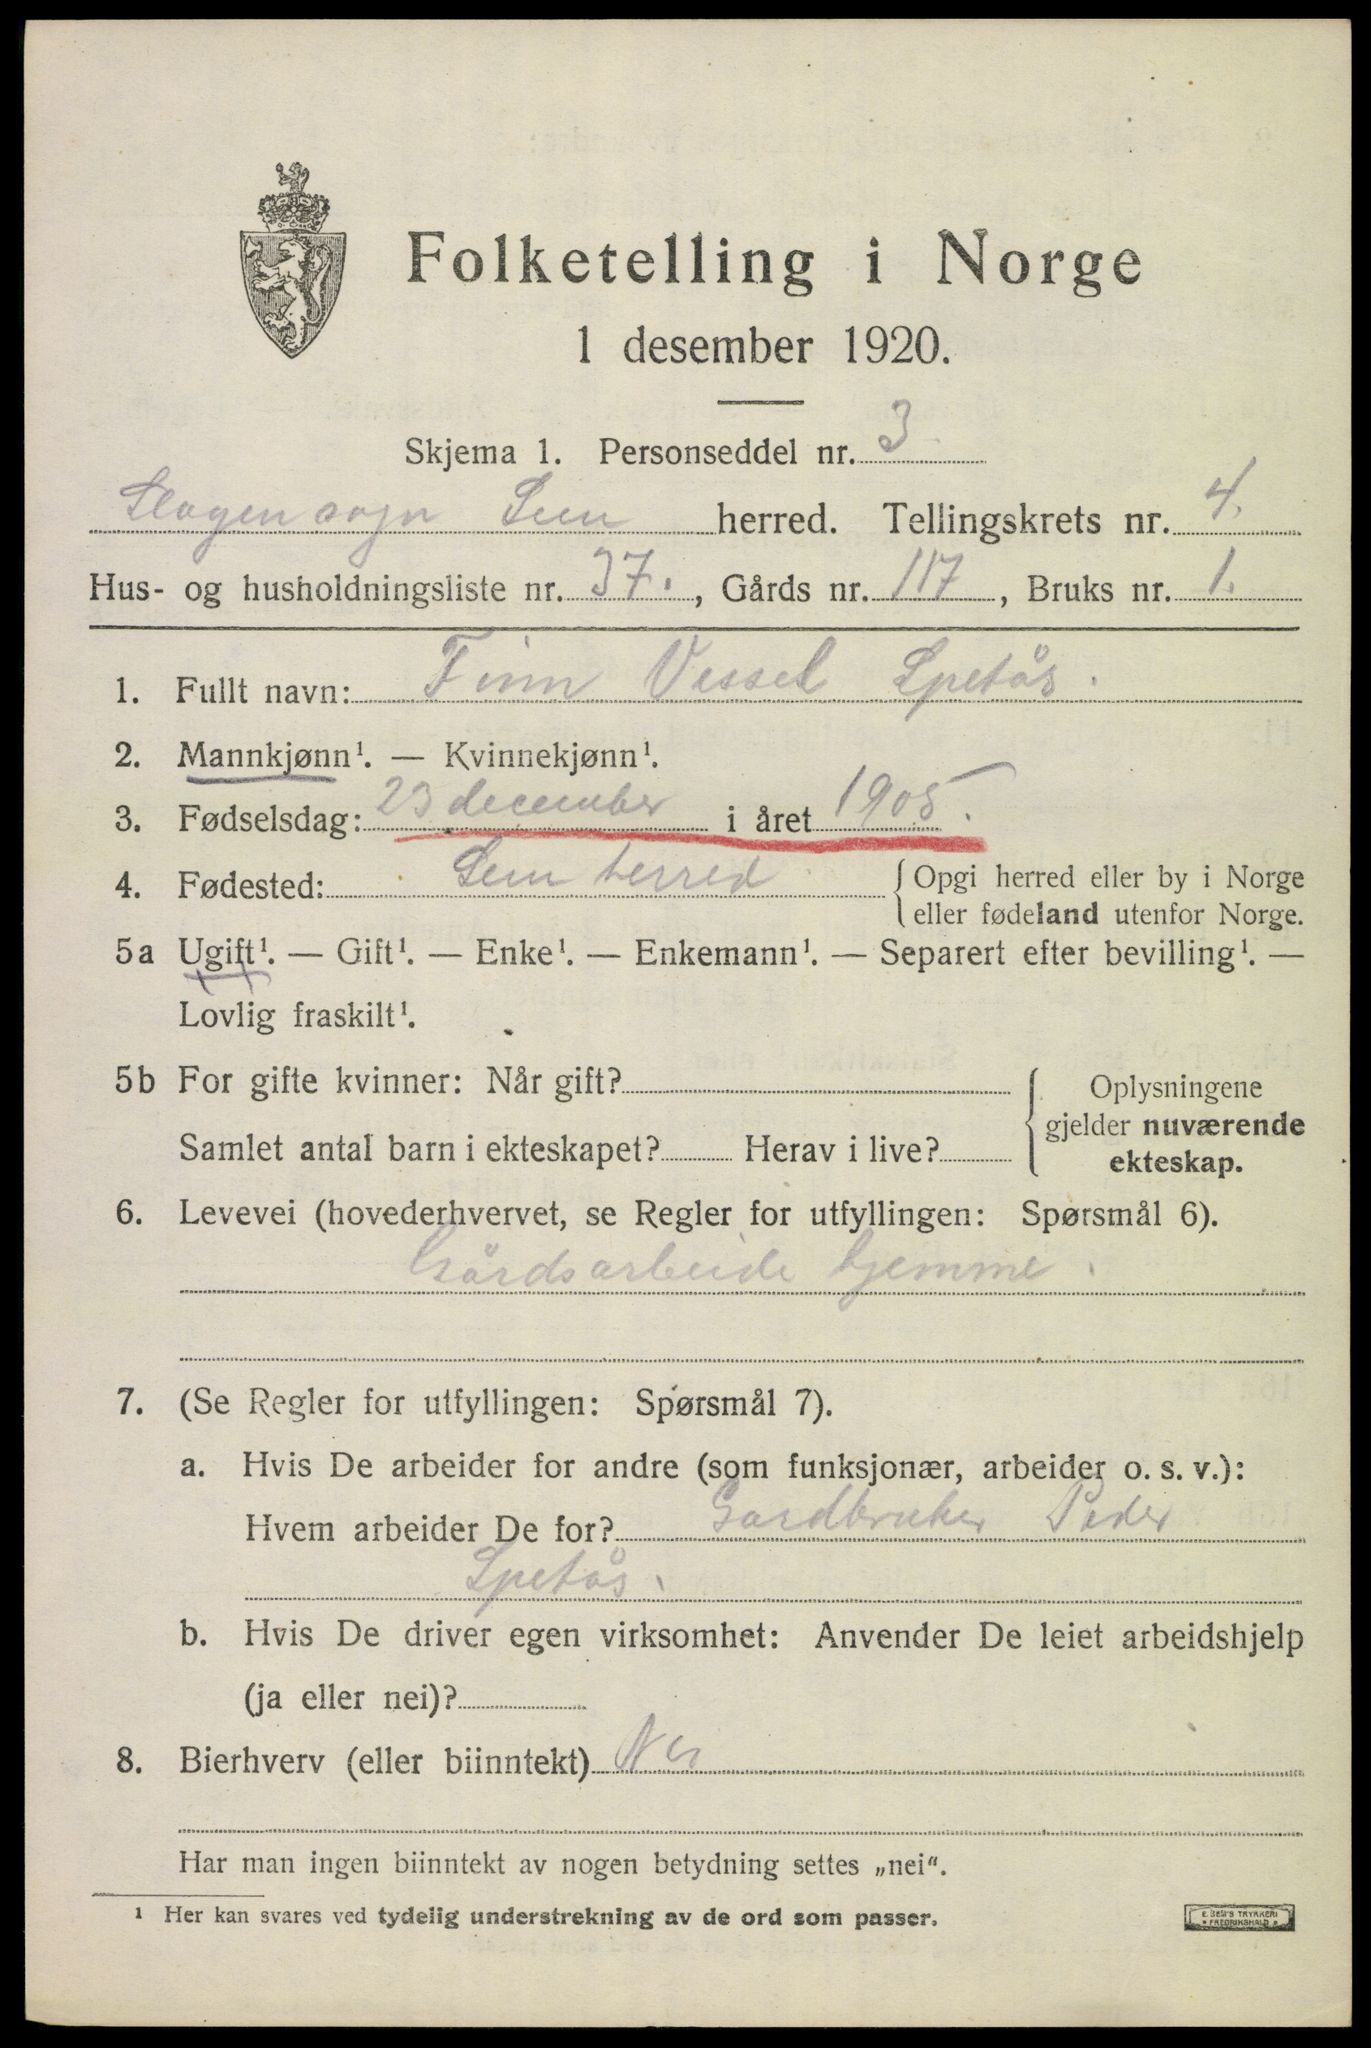 Folketelling i Norge
1 desember 1920.
Skjema 1. Personseddel nr. 3
Slagen sogn Sem herred. Tellingskrets nr. 4.
Hus- og husholdningsliste nr. 37. , Gårds nr. 117 , Bruks nr. 1.
1. Fullt navn: Finn Vessel Spetås.
2. Mannkjønn¹. — Kvinnekjønn¹.
3. Fødselsdag: 23 december i året 1905.
4. Fødested: Sem herred { Opgi herred eller by i Norge
eller fødeland utenfor Norge.
5a Ugift¹. — Gift¹. — Enke¹. — Enkemann¹. — Separert efter bevilling¹. —
Lovlig fraskilt¹.
5b For gifte kvinner: Når gift? { Oplysningene
gjelder nuværende
Samlet antal barn i ekteskapet? Herav i live?
ekteskap.
6. Levevei (hovederhvervet, se Regler for utfyllingen: Spørsmål 6).
Gårdsarbeide hjemme.
7. (Se Regler for utfyllingen: Spørsmål 7).
a. Hvis De arbeider for andre (som funksjonær, arbeider o. s. v.):
Hvem arbeider De for? Gardbruker Peder
Spetås.
b. Hvis De driver egen virksomhet: Anvender De leiet arbeidshjelp
(ja eller nei)?
8. Bierhverv (eller biinntekt) Nei
Har man ingen biinntekt av nogen betydning settes „nei“.
¹ Her kan svares ved tydelig understrekning av de ord som passer.
E. SEM'S TRYKKERI
FREDRIKSHALD